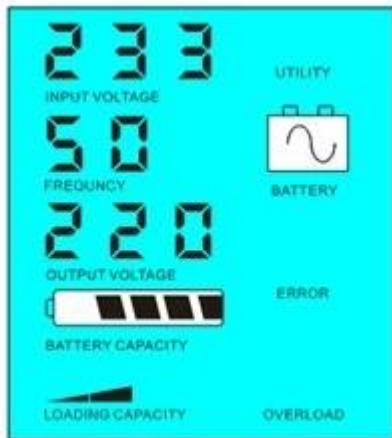 233
UTILITY
INPUT VOLTAGE
50
FREQUNCY
BATTERY
220
OUTPUT VOLTAGE
ERROR
BATTERY CAPACITY
LOADING CAPACITY
OVERLOAD